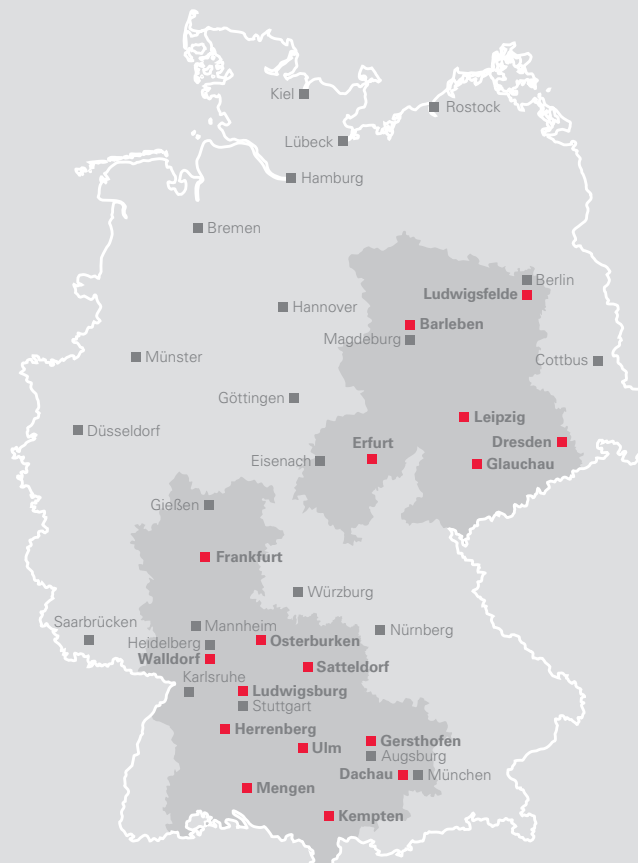 Kiel
Rostock
Lübeck
Hamburg
Bremen
Berlin
Ludwigsfelde
Hannover
Barleben
Magdeburg
Münster
Cottbus
Göttingen
Leipzig
Düsseldorf
Dresden
Erfurt
Eisenach
Glauchau
Gießen
Frankfurt
Würzburg
Saarbrücken
Mannheim
Nürnberg
Heidelberg
Osterburken
Walldorf
Satteldorf
Karlsruhe
Ludwigsburg
Stuttgart
Herrenberg
Gersthofen
Ulm
Augsburg
Dachau
München
Mengen
Kempten